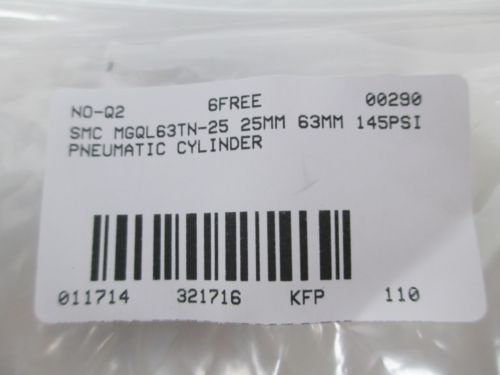 NO-Q2 6FREE 00290
SMC MGQL63TN-25 25MM 63MM 145PSI
PNEUMATIC CYLINDER
011714 321716 KFP 110